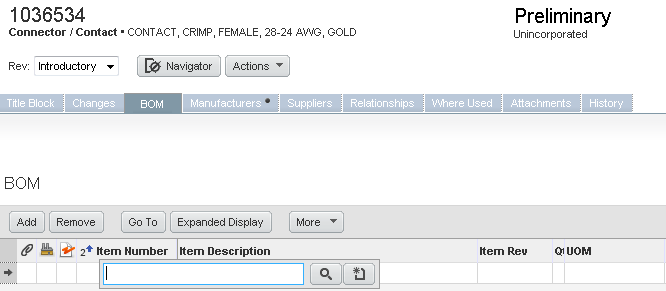 1036534
Preliminary
Connector / Contact • CONTACT, CRIMP, FEMALE, 28-24 AWG, GOLD
Unincorporated
Rev: Introductory Navigator Actions
Title Block Changes BOM Manufacturers Suppliers Relationships Where Used Attachments History
BOM
Add Remove Go To Expanded Display More
2 Item Number Item Description Item Rev UOM